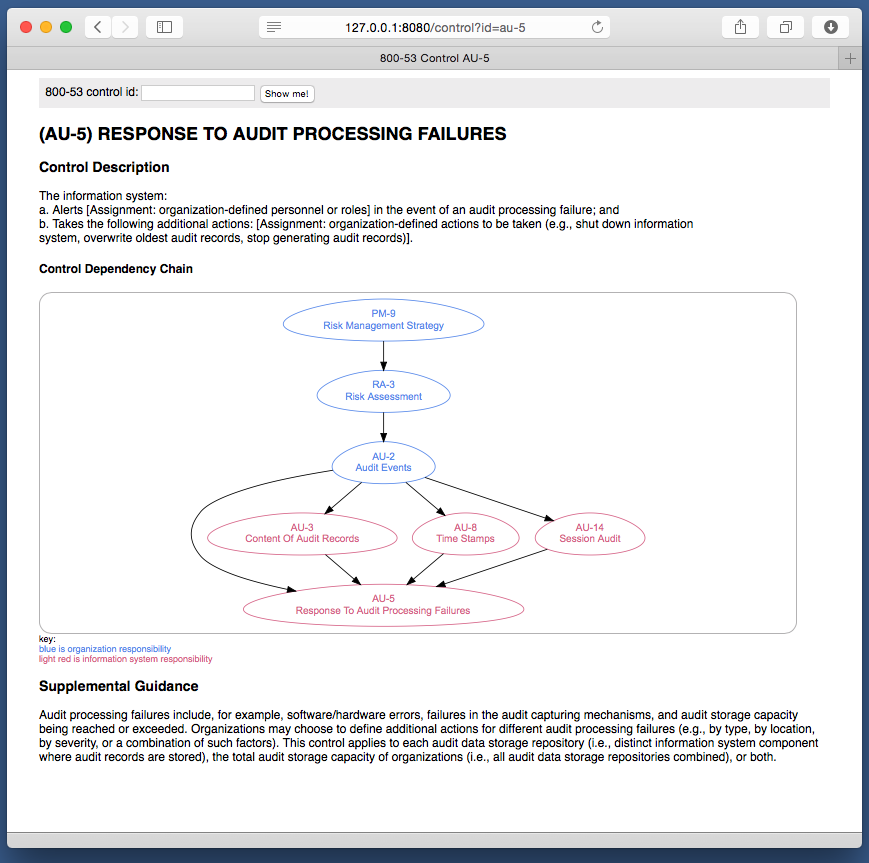 127.0.0.1:8080/control?id=au-5
800-53 Control AU-5
800-53 control id:
Show me!
(AU-5) RESPONSE TO AUDIT PROCESSING FAILURES
Control Description
The information system:
a. Alerts [Assignment: organization-defined personnel or roles] in the event of an audit processing failure; and
b. Takes the following additional actions: [Assignment: organization-defined actions to be taken (e.g., shut down information
system, overwrite oldest audit records, stop generating audit records)].
Control Dependency Chain
PM-9
Risk Management Strategy
RA-3
Risk Assessment
AU-2
Audit Events
AU-3
Content Of Audit Records
AU-8
Time Stamps
AU-14
Session Audit
AU-5
Response To Audit Processing Failures
key:
blue is organization responsibility
light red is information system responsibility
Supplemental Guidance
Audit processing failures include, for example, software/hardware errors, failures in the audit capturing mechanisms, and audit storage capacity
being reached or exceeded. Organizations may choose to define additional actions for different audit processing failures (e.g., by type, by location,
by severity, or a combination of such factors). This control applies to each audit data storage repository (i.e., distinct information system component
where audit records are stored), the total audit storage capacity of organizations (i.e., all audit data storage repositories combined), or both.